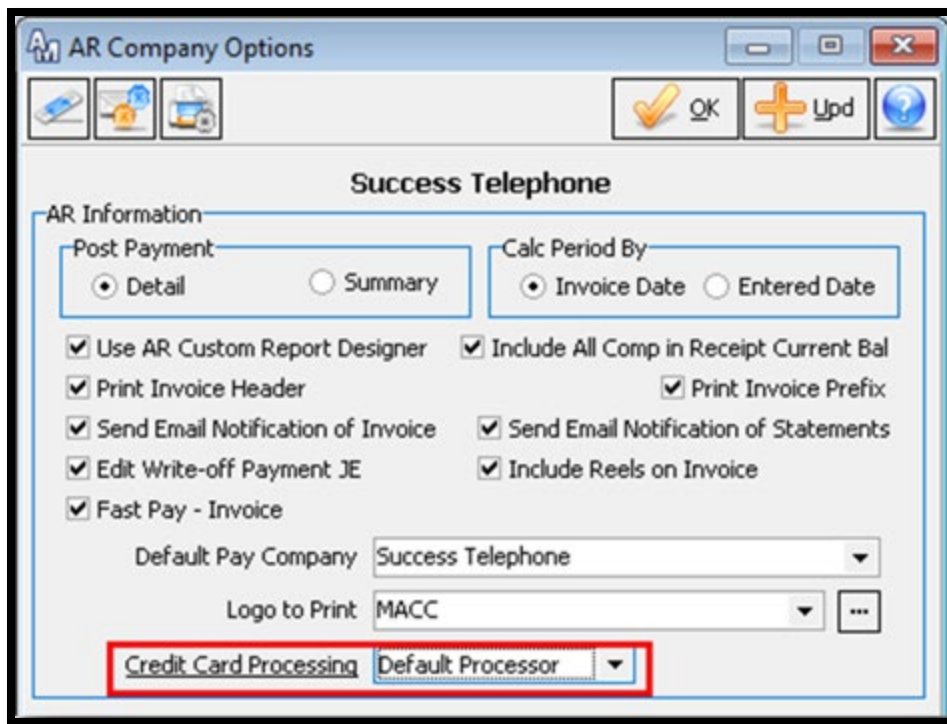 AM AR Company Options
OK Upd ?
Success Telephone
AR Information
Post Payment Calc Period By
Detail Summary Invoice Date Entered Date
Use AR Custom Report Designer Include All Comp in Receipt Current Bal
Print Invoice Header Print Invoice Prefix
Send Email Notification of Invoice Send Email Notification of Statements
Edit Write-off Payment JE Include Reels on Invoice
Fast Pay - Invoice
Default Pay Company Success Telephone
Logo to Print MACC ...
Credit Card Processing Default Processor